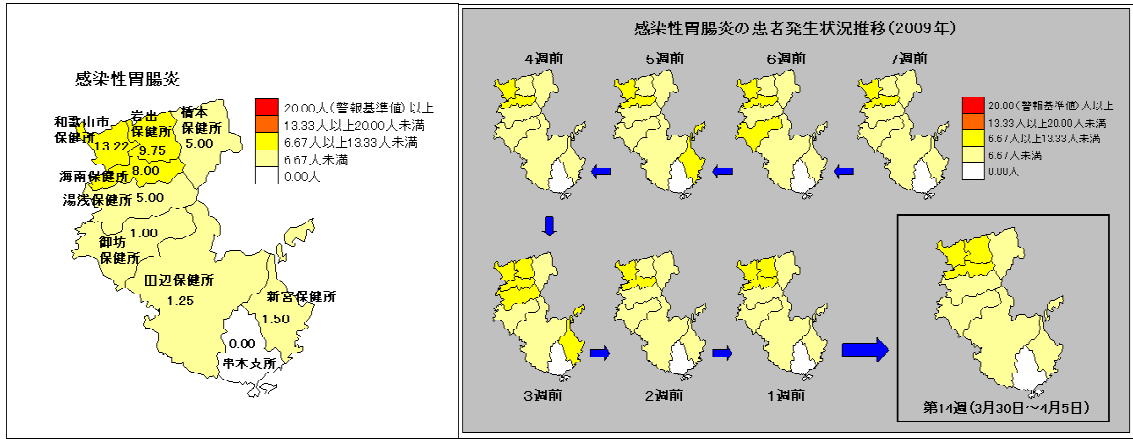 感染性胃腸炎
20.00人(警報基準値)以上
13.33人以上20.00人未満
6.67人以上13.33人未満
6.67人未満
0.00人
和歌山市
保健所
13.22
岩出
保健所
9.75
橋本
保健所
5.00
海南保健所
8.00
湯浅保健所
5.00
御坊
保健所
1.00
田辺保健所
1.25
新宮保健所
1.50
0.00
串本支所
感染性胃腸炎の患者発生状況推移(2009年)
4週前
5週前
6週前
7週前
20.00(警報基準値)人以上
13.33人以上20.00人未満
6.67人以上13.33人未満
6.67人未満
0.00人
3週前
2週前
1週前
第14週(3月30日～4月5日)